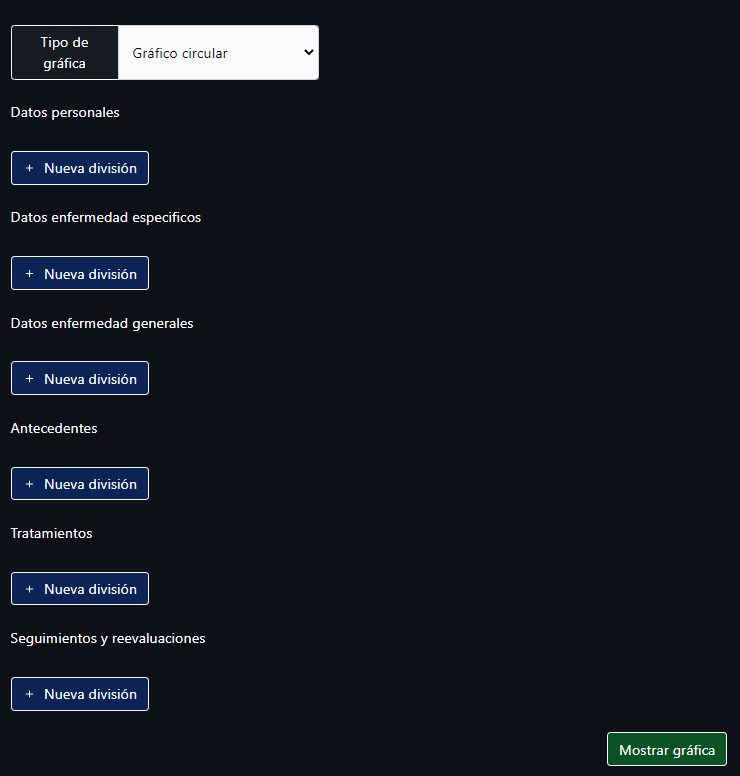 Tipo de
gráfica
Gráfico circular
Datos personales
+ Nueva división
Datos enfermedad especificos
+ Nueva división
Datos enfermedad generales
+ Nueva división
Antecedentes
+ Nueva división
Tratamientos
+ Nueva división
Seguimientos y reevaluaciones
+ Nueva división
Mostrar gráfica